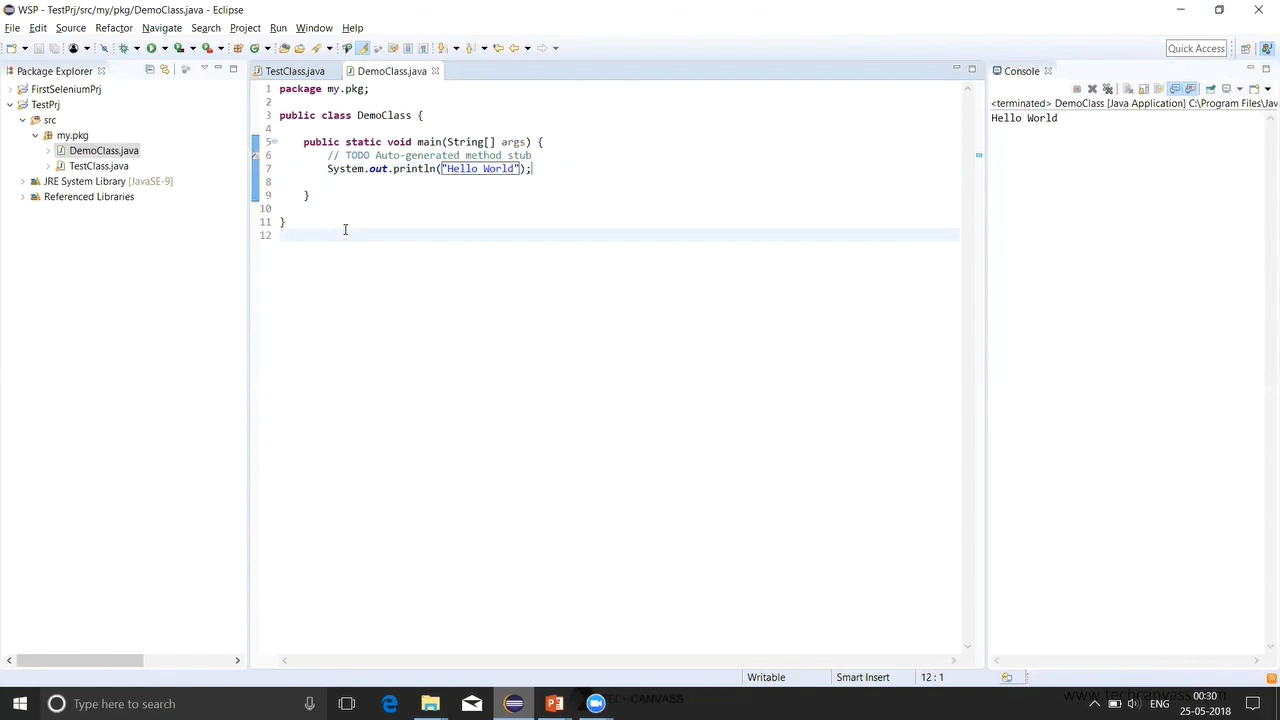 WSP - TestPrj/src/my/pkg/DemoClass.java - Eclipse
File Edit Source Refactor Navigate Search Project Run Window Help
Quick Access
Package Explorer
FirstSeleniumPrj
TestPrj
src
my.pkg
DemoClass.java
TestClass.java
JRE System Library [JavaSE-9]
Referenced Libraries
TestClass.java DemoClass.java
1 package my.pkg;
2
3 public class DemoClass {
4
5 public static void main(String[] args) {
6 // TODO Auto-generated method stub
7 System.out.println("Hello World");
8
9 }
10
11 }
12
Console
<terminated> DemoClass [Java Application] C:\Program Files\Jav
Hello World
Writable Smart Insert 12 : 1
Type here to search
TECHCANVASS
www.techcanvass.com
ENG
00:30
25-05-2018